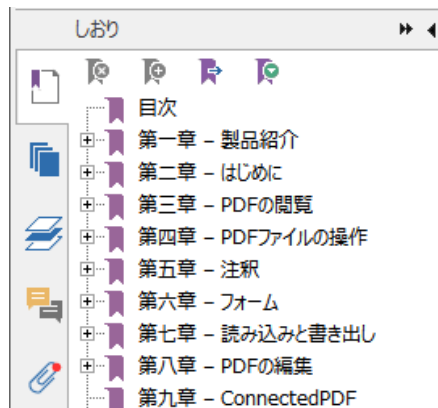 しおり
目次
第一章 – 製品紹介
第二章 – はじめに
第三章 – PDFの閲覧
第四章 – PDFファイルの操作
第五章 – 注釈
第六章 – フォーム
第七章 – 読み込みと書き出し
第八章 – PDFの編集
第九章 – ConnectedPDF